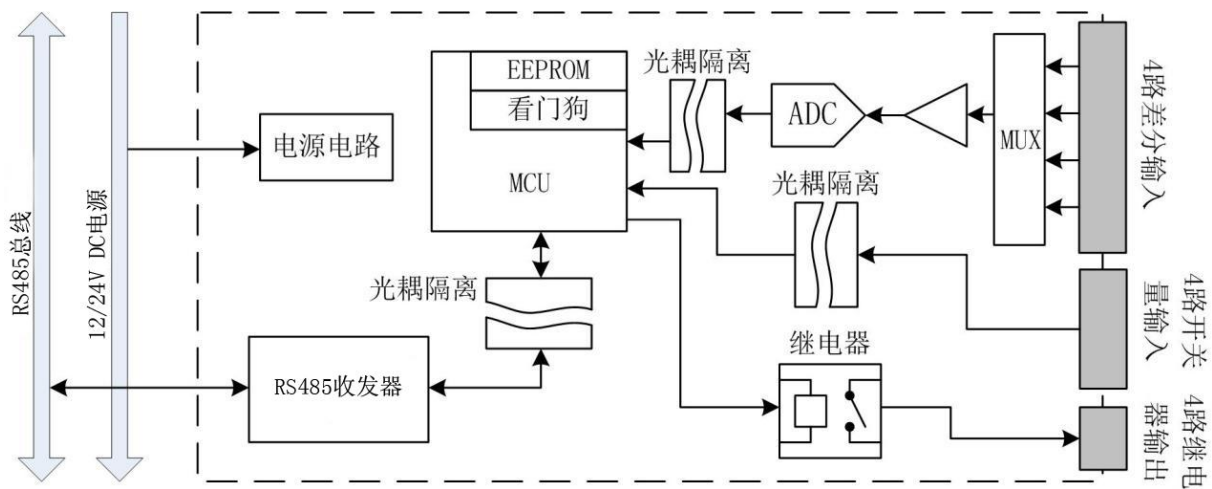 RS485总线
12/24V DC电源
电源电路
EEPROM
看门狗
MCU
光耦隔离
ADC
MUX
4路差分输入
光耦隔离
4路开关
量输入
光耦隔离
RS485收发器
继电器
4路继电
器输出